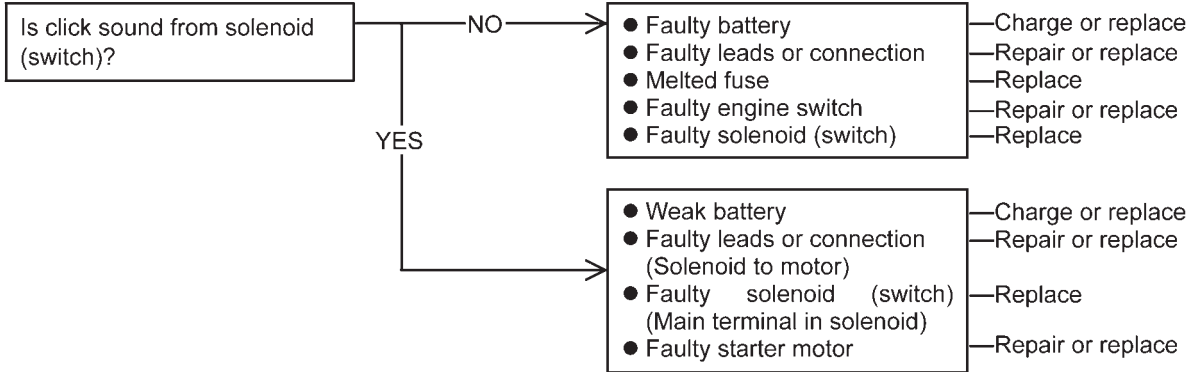 Is click sound from solenoid
(switch)?
NO
● Faulty battery
Charge or replace
● Faulty leads or connection
Repair or replace
● Melted fuse
Replace
● Faulty engine switch
Repair or replace
● Faulty solenoid (switch)
Replace
YES
● Weak battery
Charge or replace
● Faulty leads or connection
(Solenoid to motor)
Repair or replace
● Faulty solenoid (switch)
(Main terminal in solenoid)
Replace
● Faulty starter motor
Repair or replace